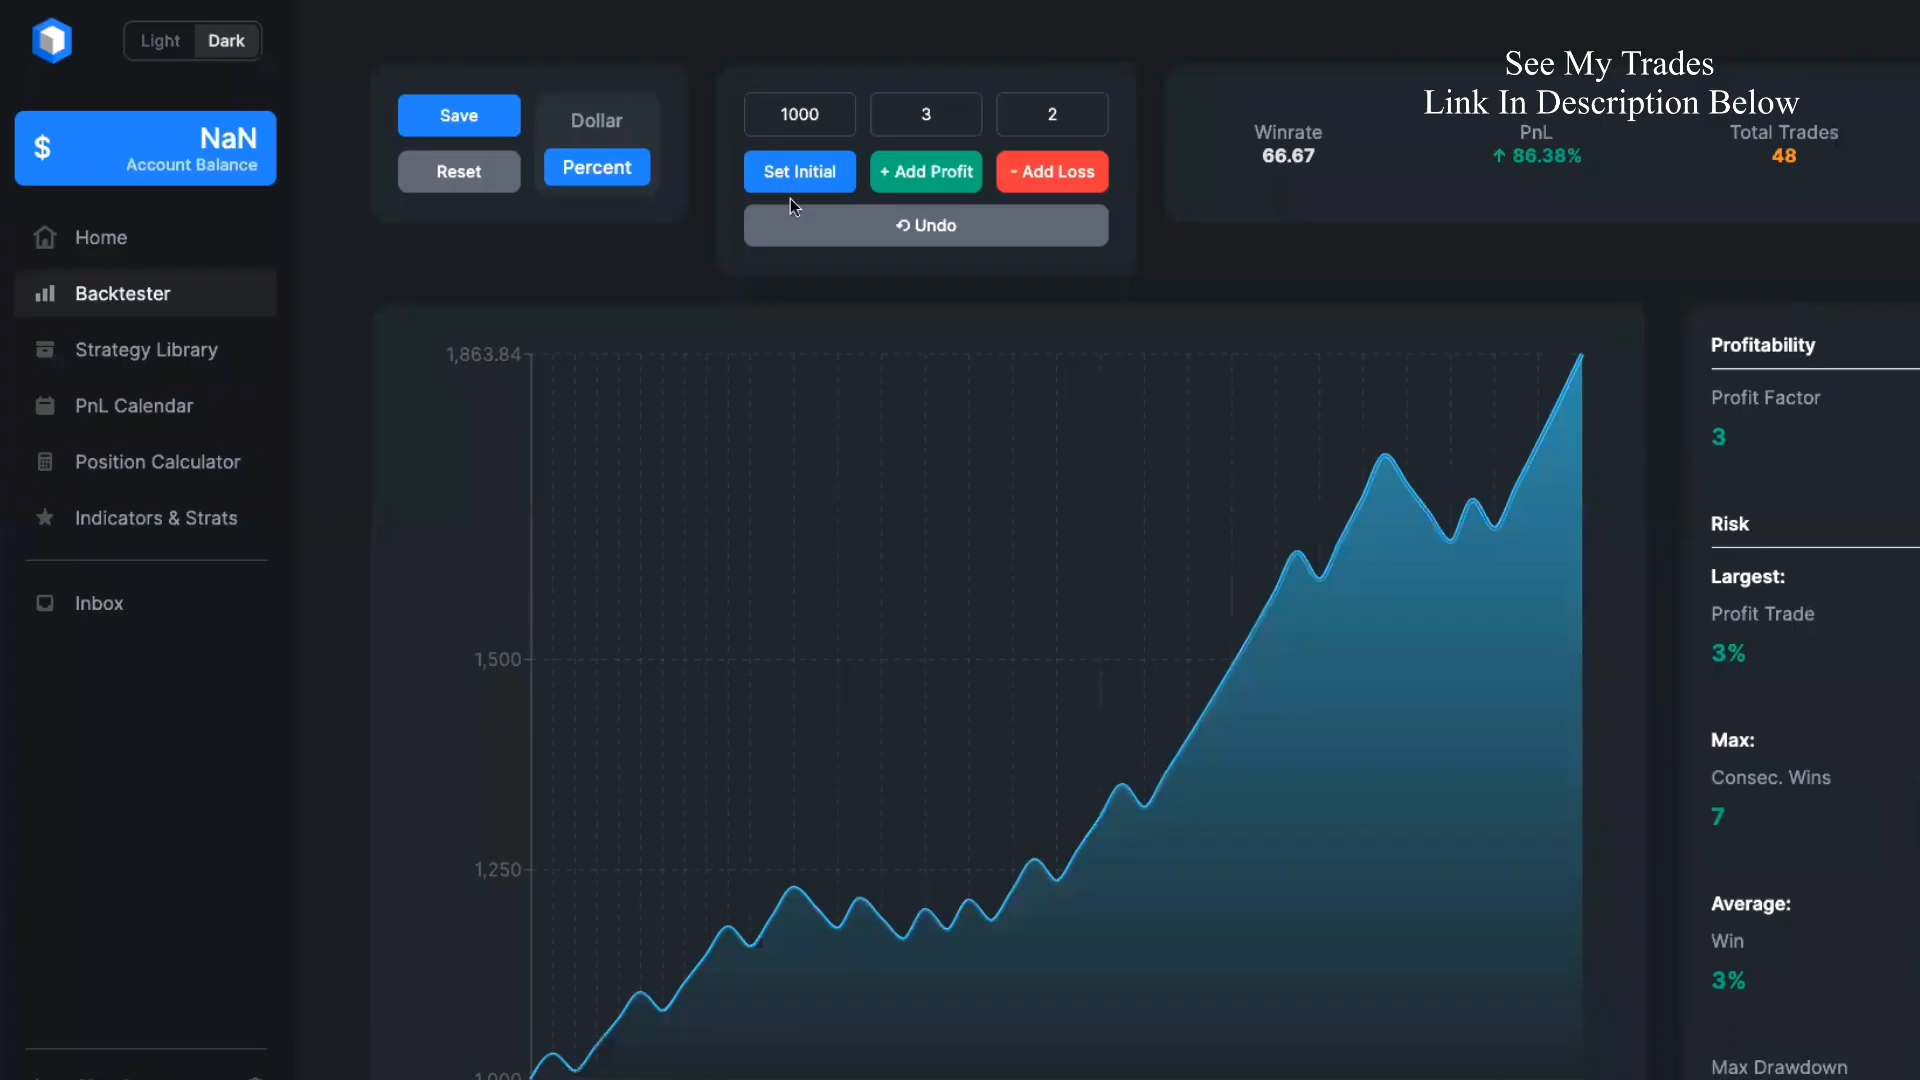 Light Dark
$ NaN
Account Balance
Home
Backtester
Strategy Library
PnL Calendar
Position Calculator
Indicators & Strats
Inbox
Save
Reset
Dollar
Percent
1000 3 2
Set Initial + Add Profit - Add Loss
Undo
See My Trades
Link In Description Below
Winrate PnL Total Trades
66.67 ↑ 86.38% 48
1,863.84
1,500
1,250
1,000
Profitability
Profit Factor
3
Risk
Largest:
Profit Trade
3%
Max:
Consec. Wins
7
Average:
Win
3%
Max Drawdown